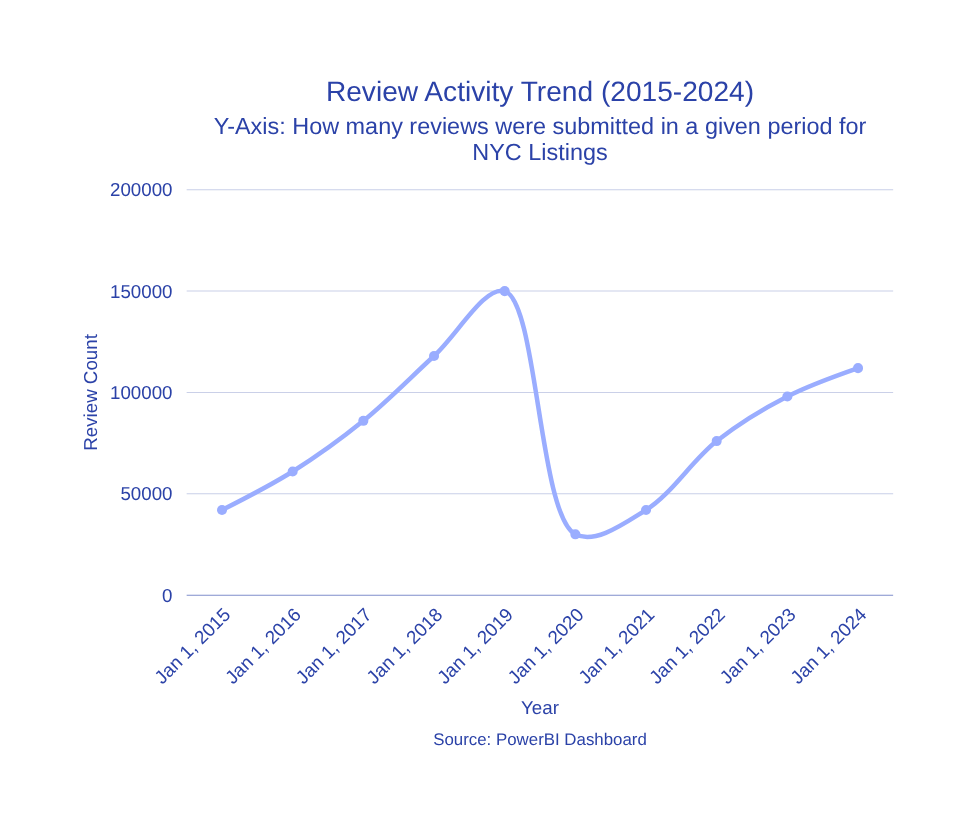 Review Activity Trend (2015-2024)
Y-Axis: How many reviews were submitted in a given period for
NYC Listings
200000
150000
100000
50000
0
Review Count
Jan 1, 2015
Jan 1, 2016
Jan 1, 2017
Jan 1, 2018
Jan 1, 2019
Jan 1, 2020
Jan 1, 2021
Jan 1, 2022
Jan 1, 2023
Jan 1, 2024
Year
Source: PowerBI Dashboard